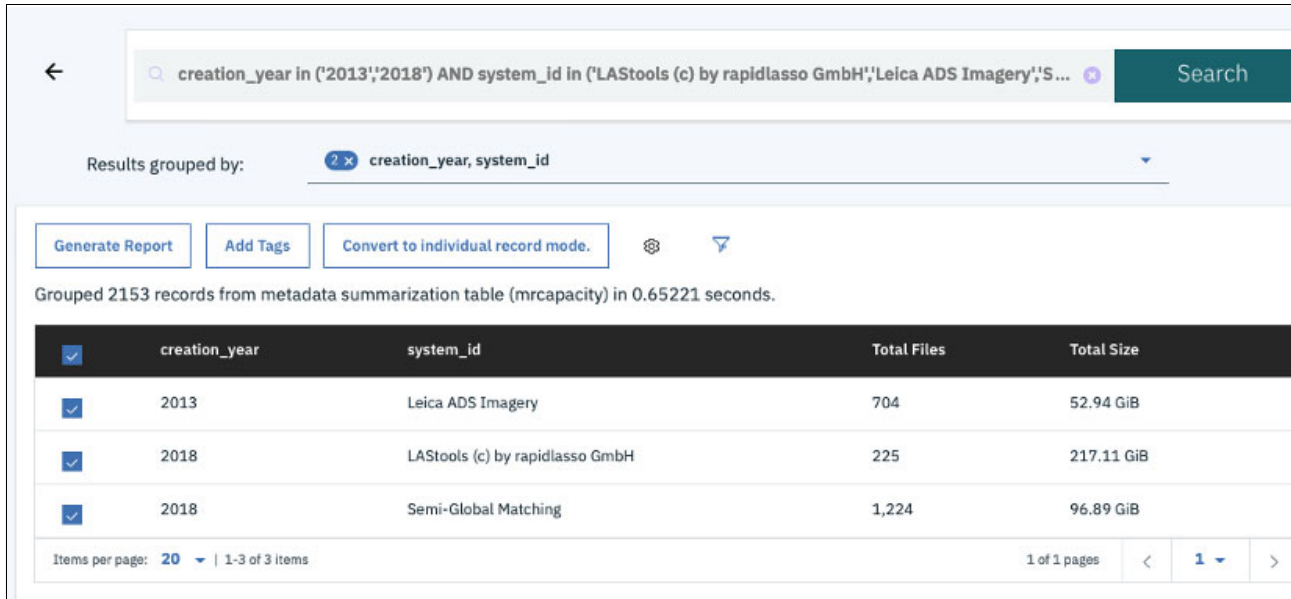 creation_year in ('2013','2018') AND system_id in ('LAStools (c) by rapidlasso GmbH','Leica ADS Imagery','S...
Search
Results grouped by:
2 × creation_year, system_id
Generate Report Add Tags Convert to individual record mode.
Grouped 2153 records from metadata summarization table (mrcapacity) in 0.65221 seconds.
creation_year system_id Total Files Total Size
2013 Leica ADS Imagery 704 52.94 GiB
2018 LAStools (c) by rapidlasso GmbH 225 217.11 GiB
2018 Semi-Global Matching 1,224 96.89 GiB
Items per page: 20 | 1-3 of 3 items 1 of 1 pages < 1 >